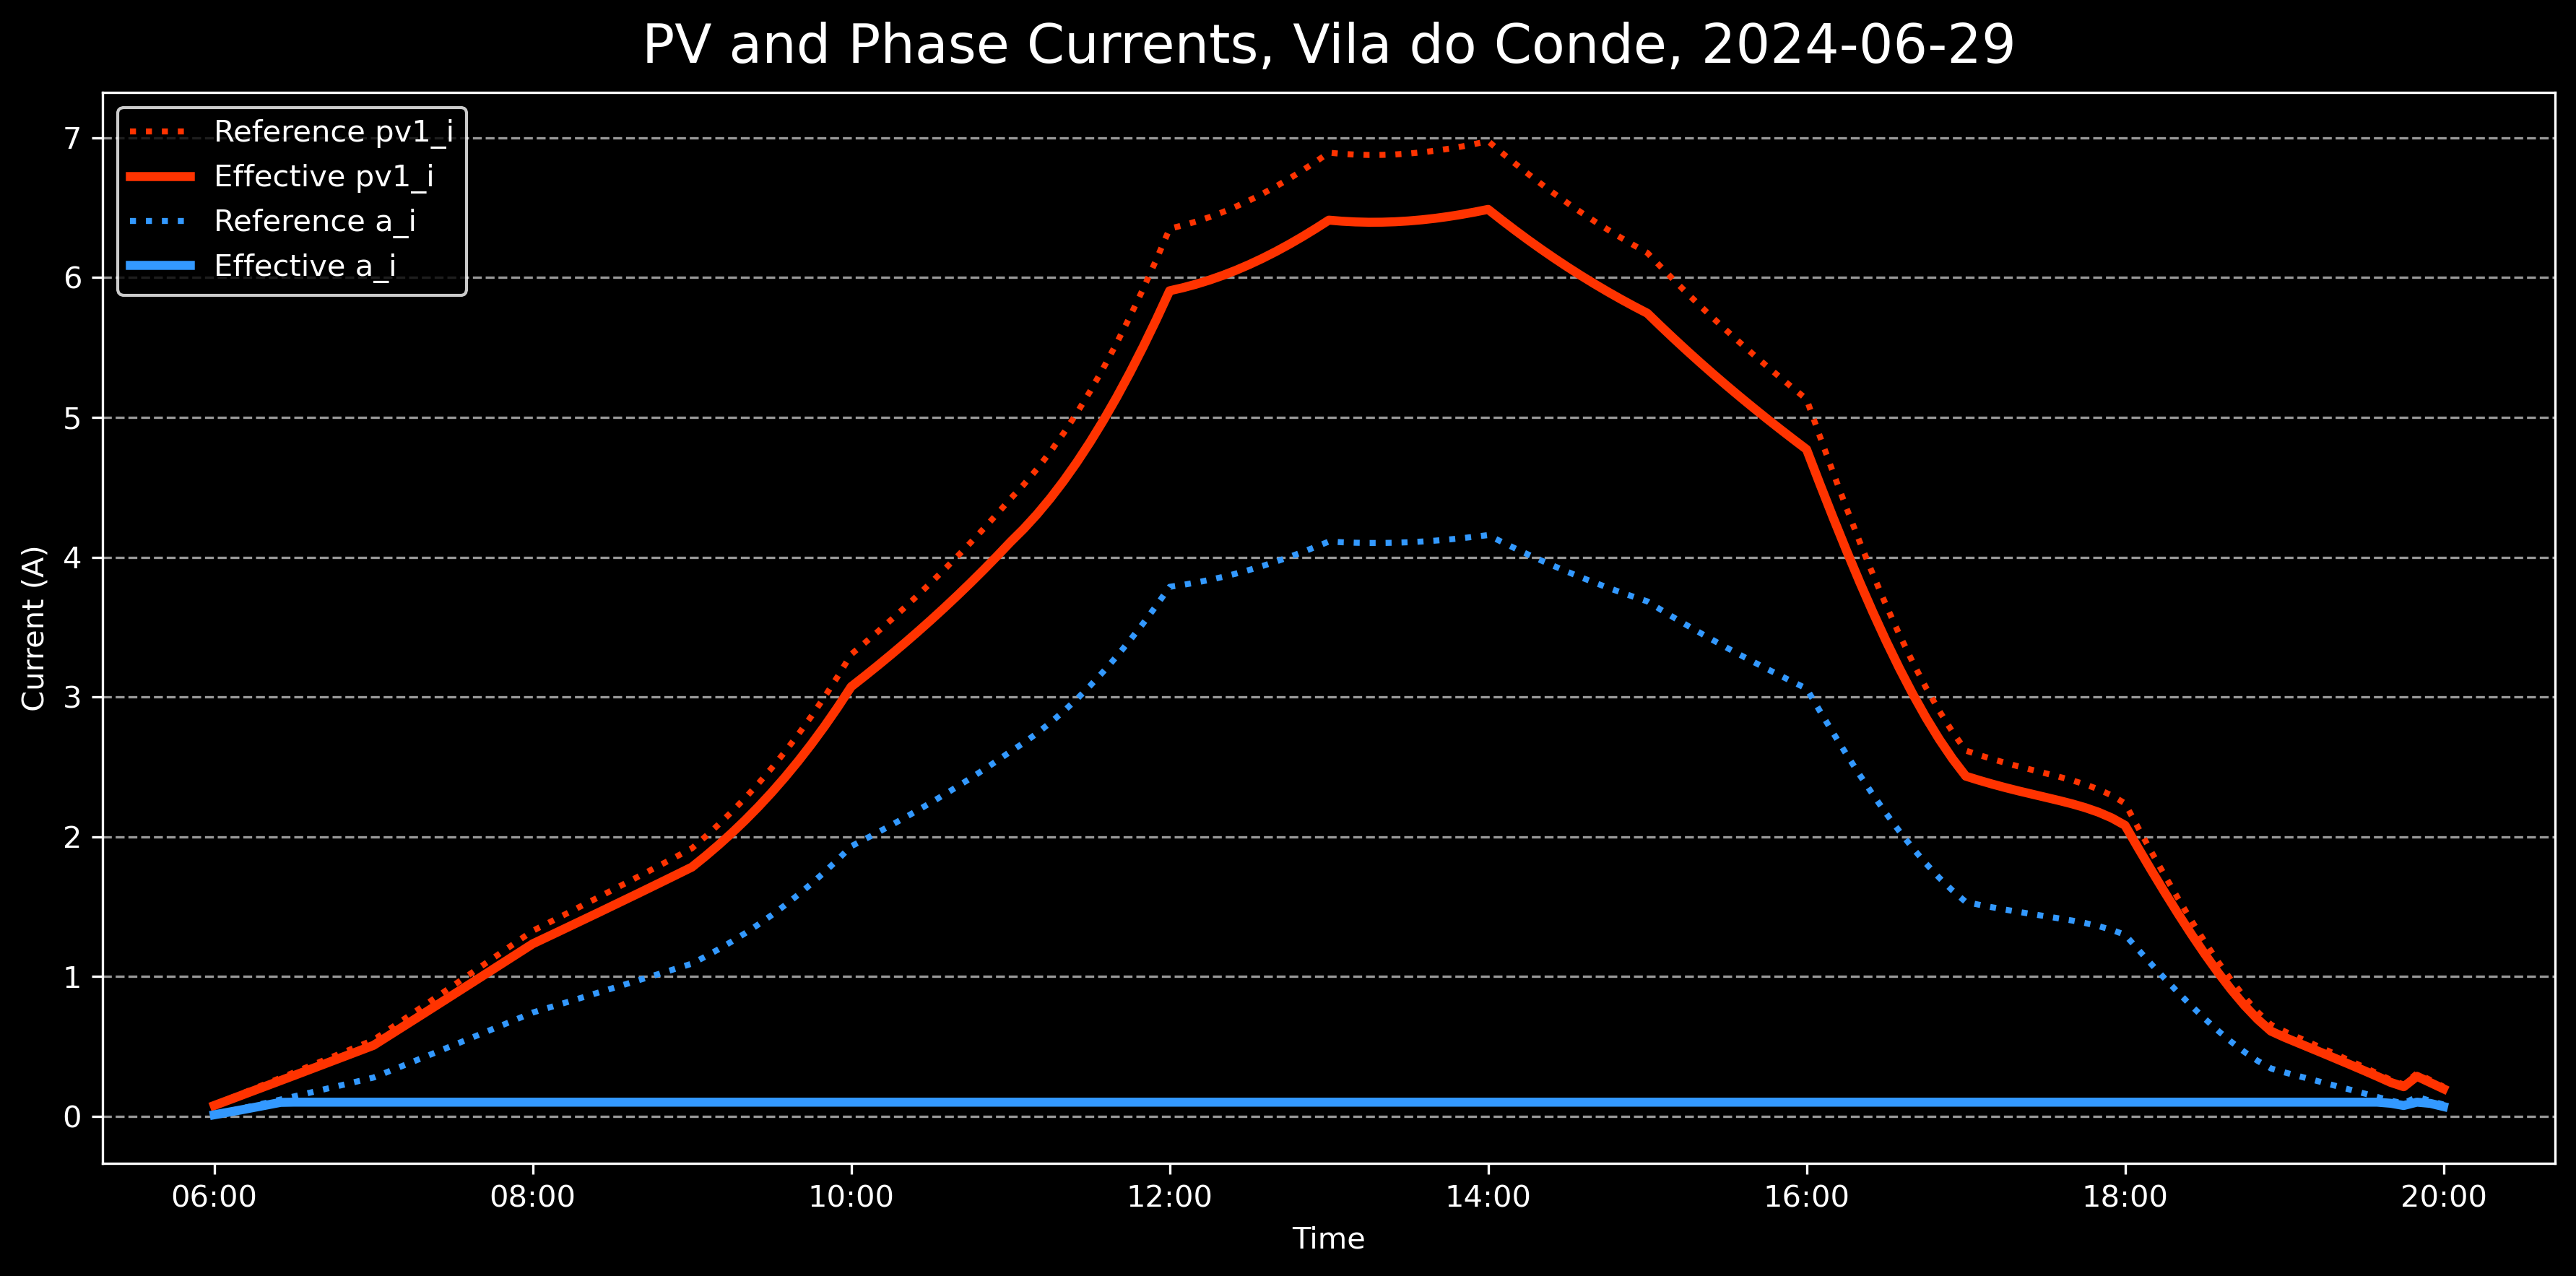 PV and Phase Currents, Vila do Conde, 2024-06-29
Reference pv1_i
Effective pv1_i
Reference a_i
Effective a_i
7
6
5
4
3
2
1
0
Current (A)
06:00 08:00 10:00 12:00 14:00 16:00 18:00 20:00
Time